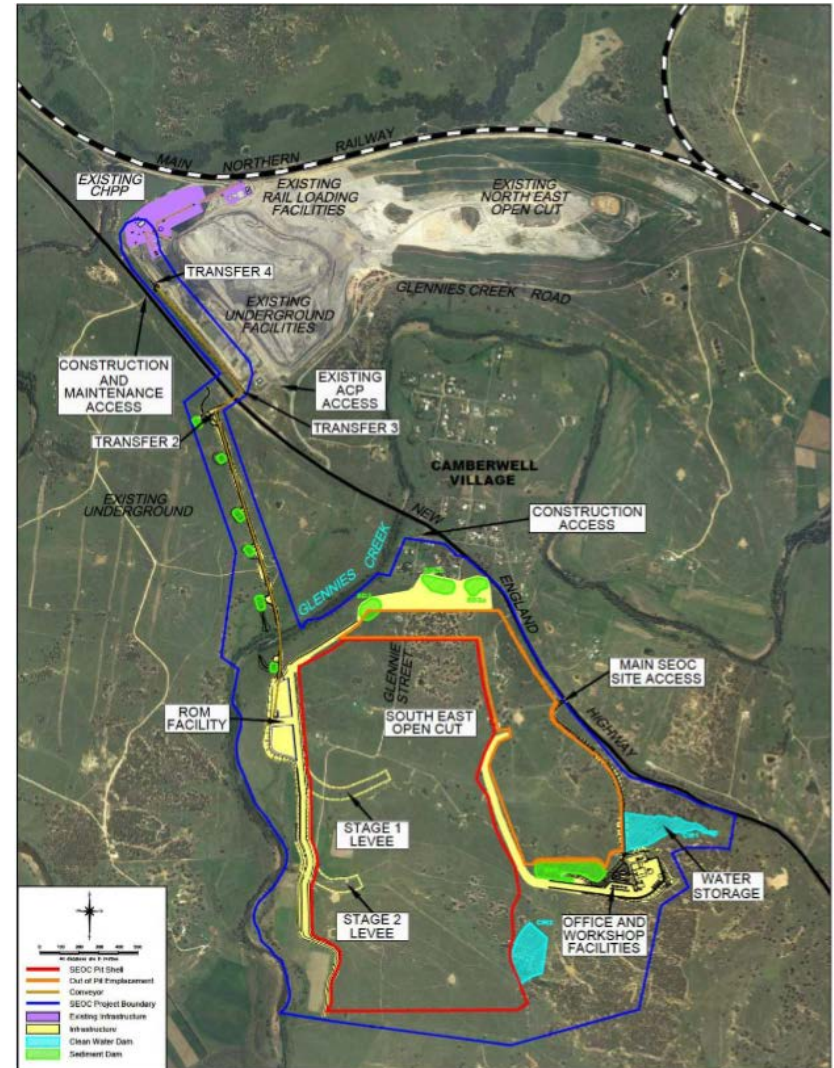 MAIN NORTHERN RAILWAY
EXISTING
CHPP
EXISTING
RAIL LOADING
FACILITIES
EXISTING
NORTH EAST
OPEN CUT
TRANSFER 4
GLENNIES CREEK ROAD
EXISTING
UNDERGROUND
FACILITIES
CONSTRUCTION
AND
MAINTENANCE
ACCESS
EXISTING
ACP
ACCESS
TRANSFER 3
TRANSFER 2
CAMBERWELL
VILLAGE
EXISTING
UNDERGROUND
NEW ENGLAND HIGHWAY
CONSTRUCTION
ACCESS
GLENNIES CREEK
MAIN SEOC
SITE ACCESS
GLENNIE
STREET
ROM
FACILITY
SOUTH EAST
OPEN CUT
STAGE 1
LEVEE
STAGE 2
LEVEE
WATER
STORAGE
OFFICE AND
WORKSHOP
FACILITIES
SEOC Pit Shell
Out of Pit Emplacement
Conveyor
SEOC Project Boundary
Existing Infrastructure
Infrastructure
Clean Water Dam
Sediment Dam